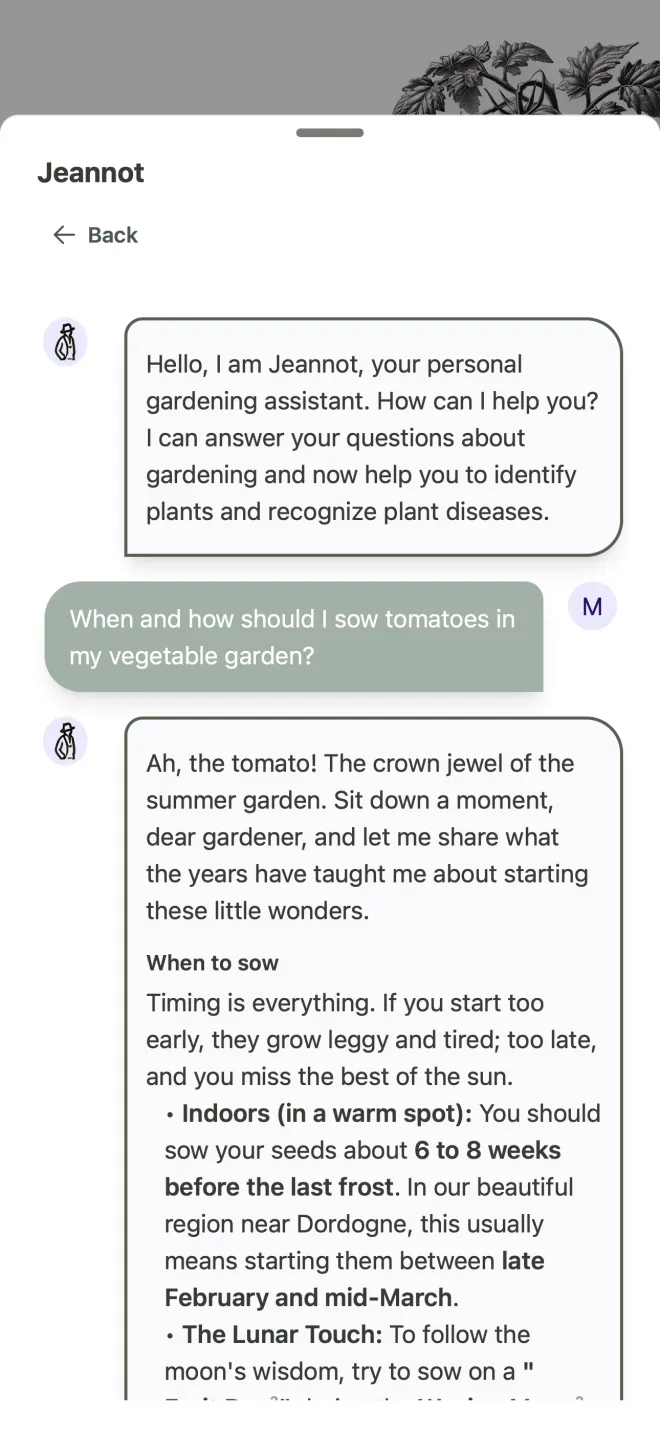 Jeannot
← Back
Hello, I am Jeannot, your personal
gardening assistant. How can I help you?
I can answer your questions about
gardening and now help you to identify
plants and recognize plant diseases.
When and how should I sow tomatoes in
my vegetable garden?
M
Ah, the tomato! The crown jewel of the
summer garden. Sit down a moment,
dear gardener, and let me share what
the years have taught me about starting
these little wonders.
When to sow
Timing is everything. If you start too
early, they grow leggy and tired; too late,
and you miss the best of the sun.
• Indoors (in a warm spot): You should
sow your seeds about 6 to 8 weeks
before the last frost. In our beautiful
region near Dordogne, this usually
means starting them between late
February and mid-March.
• The Lunar Touch: To follow the
moon's wisdom, try to sow on a "